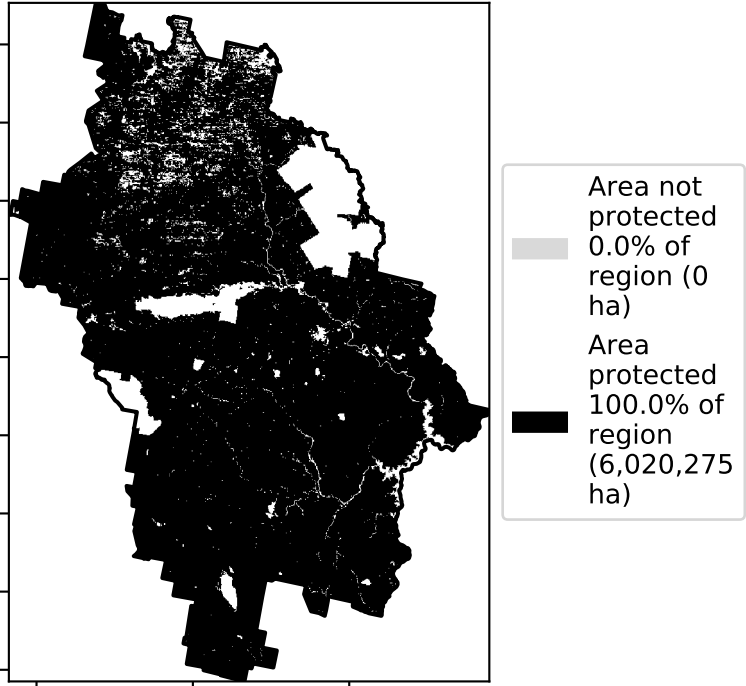 Area not
protected
0.0% of
region (0
ha)
Area
protected
100.0% of
region
(6,020,275
ha)